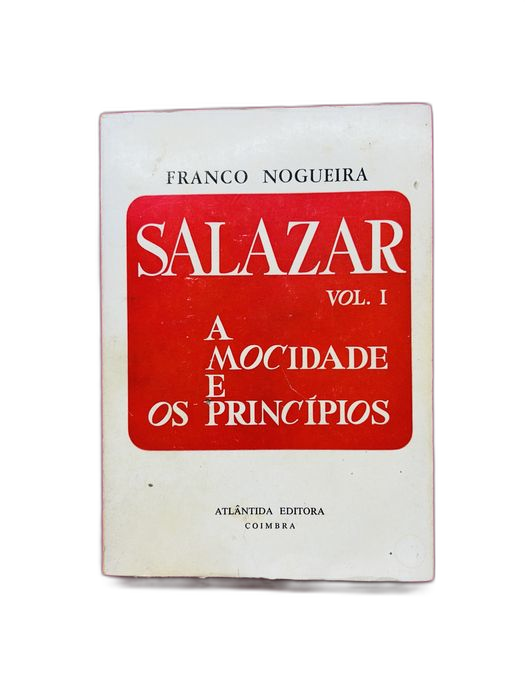 FRANCO NOGUEIRA
SALAZAR
VOL. I
A
MOCIDADE
E
OS PRINCÍPIOS
ATLÂNTIDA EDITORA
COIMBRA